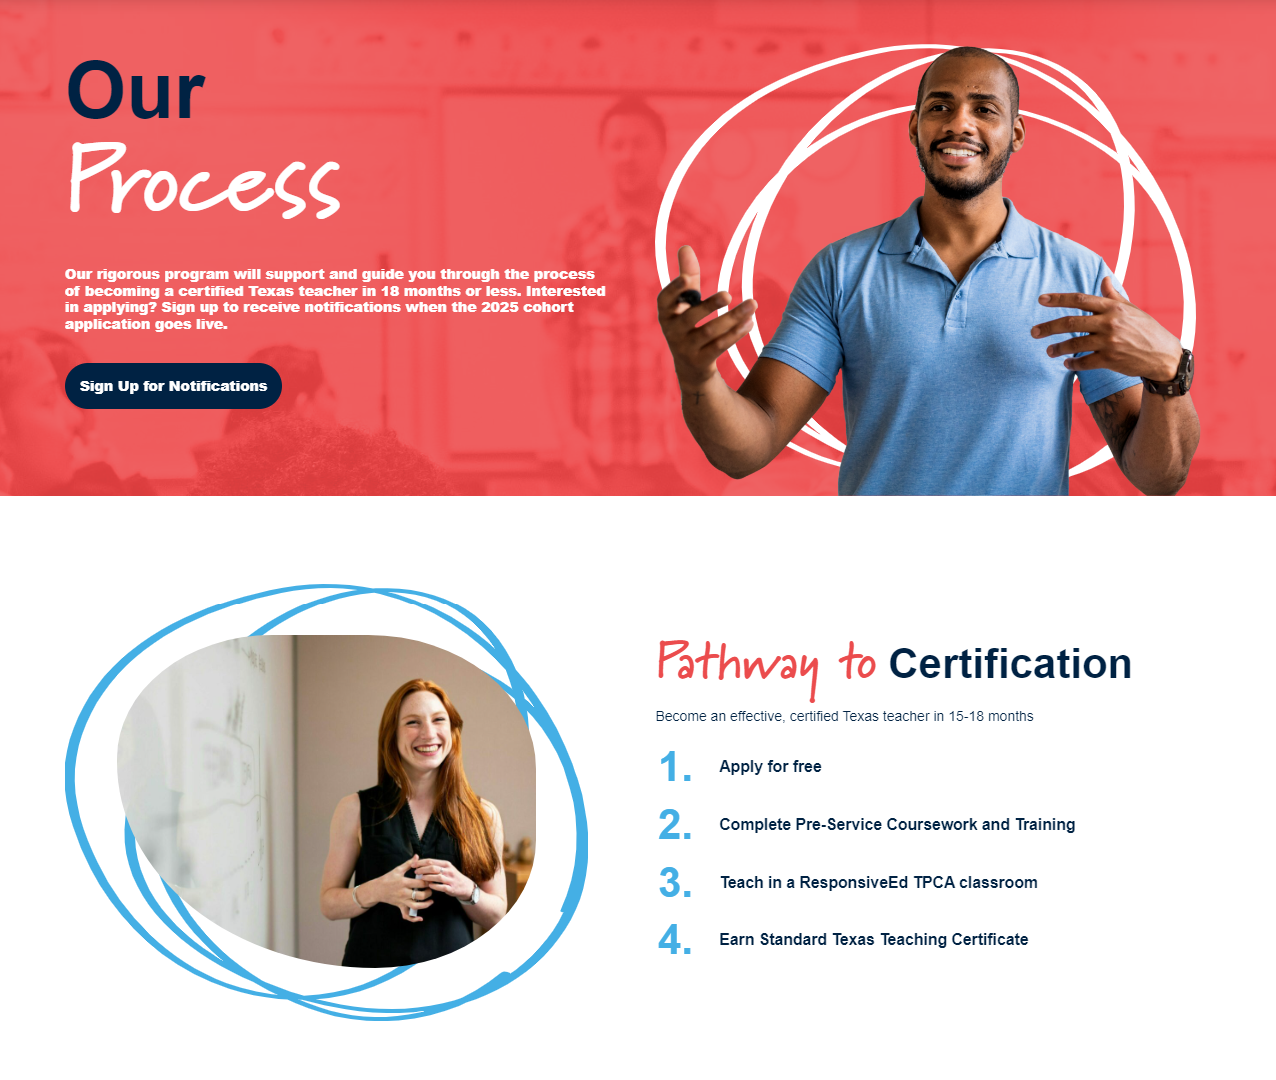 Our
Process
Our rigorous program will support and guide you through the process
of becoming a certified Texas teacher in 18 months or less. Interested
in applying? Sign up to receive notifications when the 2025 cohort
application goes live.
Sign Up for Notifications
Pathway to Certification
Become an effective, certified Texas teacher in 15-18 months
1. Apply for free
2. Complete Pre-Service Coursework and Training
3. Teach in a ResponsiveEd TPCA classroom
4. Earn Standard Texas Teaching Certificate